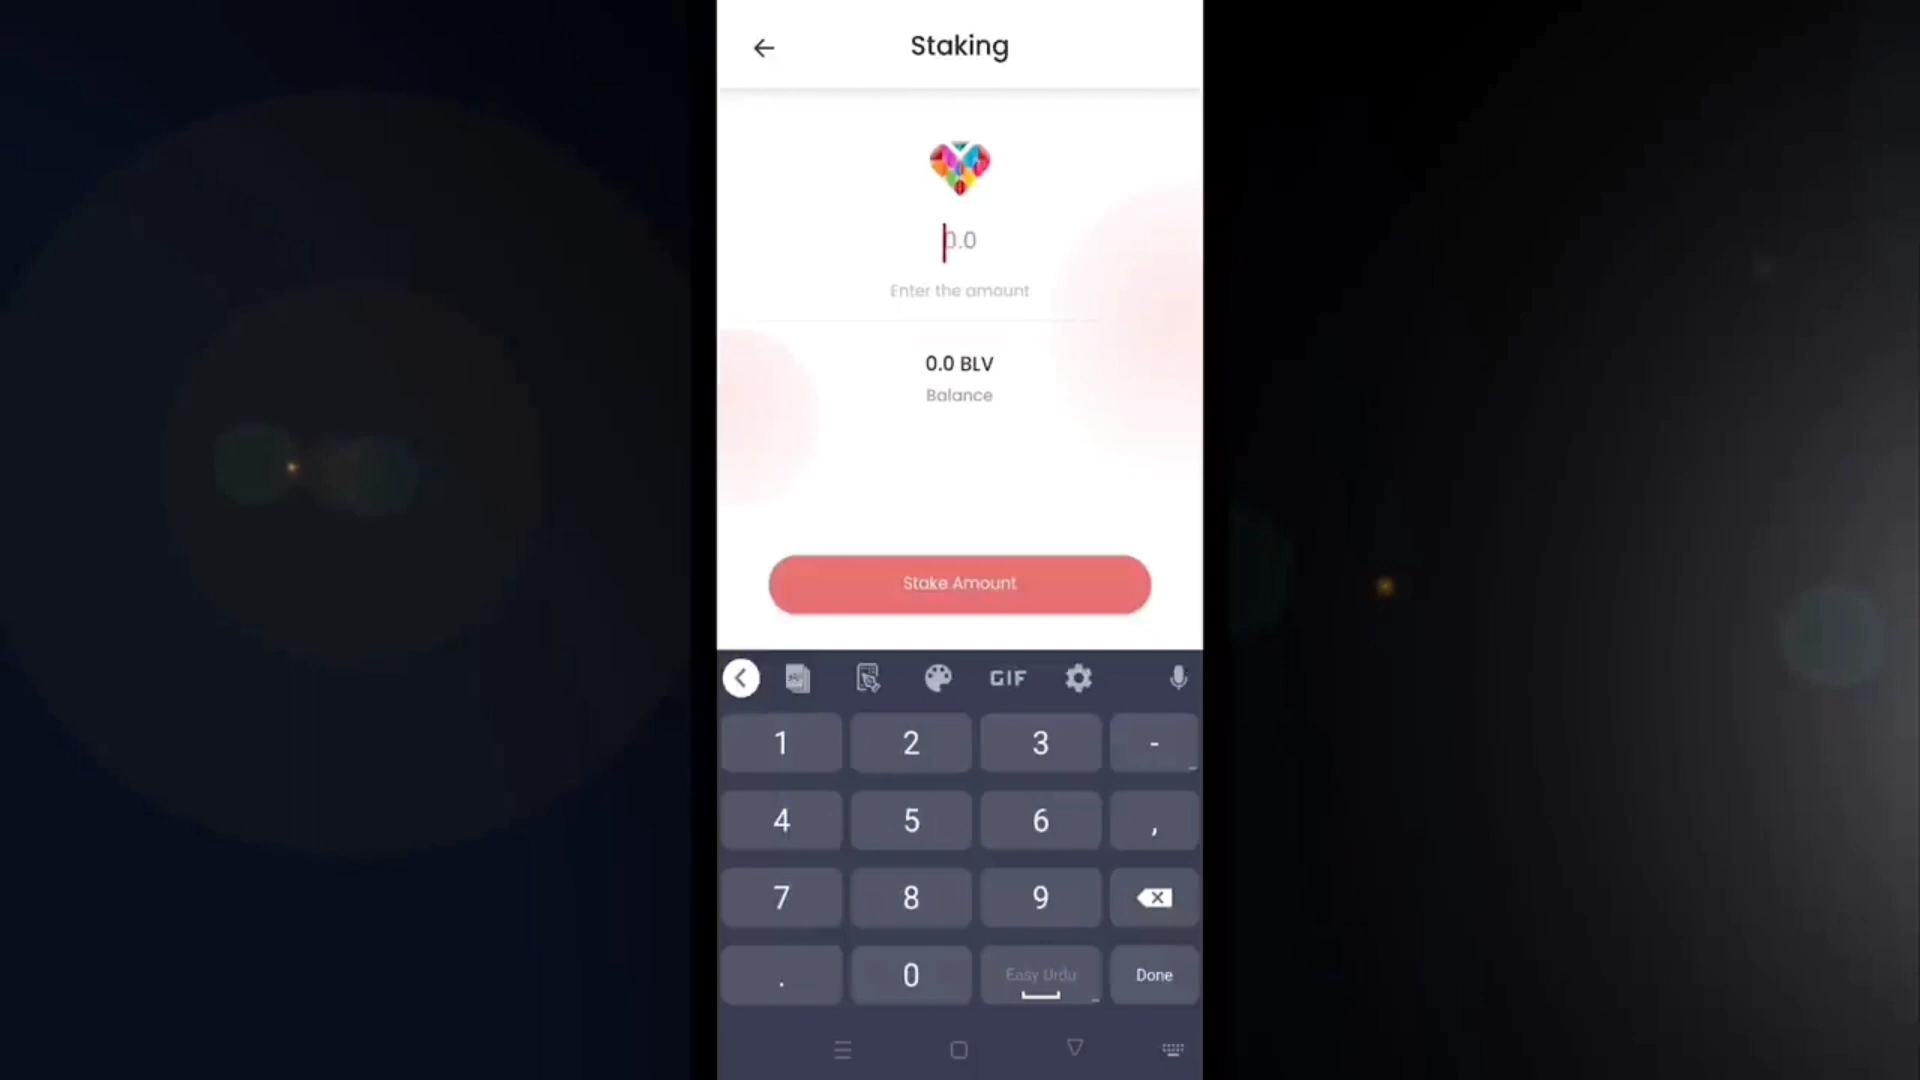 Staking
0.0
Enter the amount
0.0 BLV
Balance
Stake Amount
GIF
1 2 3 -
4 5 6 ,
7 8 9
. 0 Easy Urdu Done